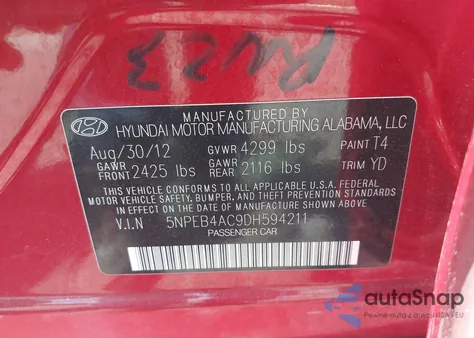 MANUFACTURED BY
HYUNDAI MOTOR MANUFACTURING ALABAMA, LLC
Aug/30/12 GVWR 4299 lbs PAINT T4
GAWR FRONT 2425 lbs GAWR REAR 2116 lbs TRIM YD
THIS VEHICLE CONFORMS TO ALL APPLICABLE U.S.A. FEDERAL
MOTOR VEHICLE SAFETY, BUMPER, AND THEFT PREVENTION STANDARDS
IN EFFECT ON THE DATE OF MANUFACTURE SHOWN ABOVE.
V.I.N 5NPEB4AC9DH594211
PASSENGER CAR
autoSnap